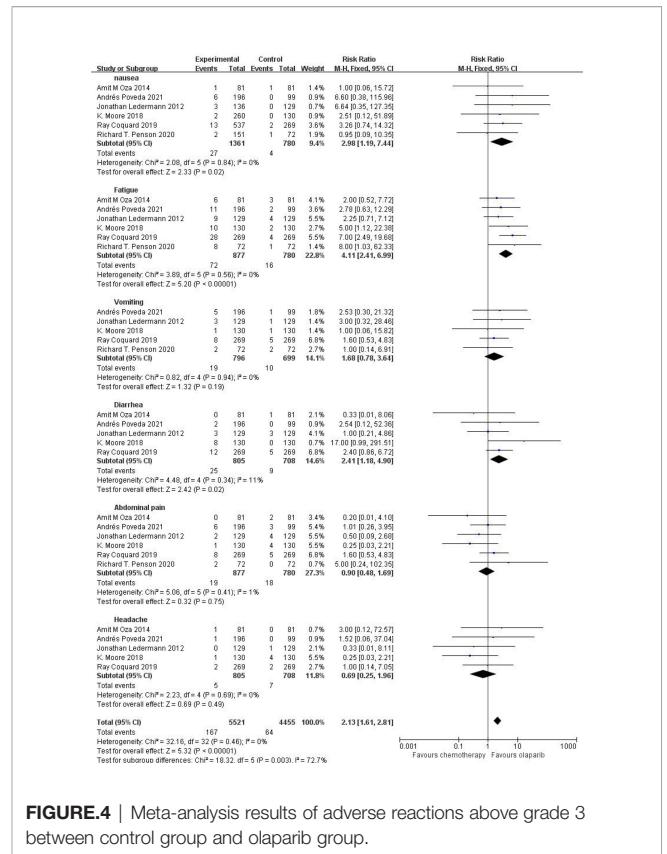 Experimental Control Risk Ratio Risk Ratio
Study or Subgroup Events Total Events Total Weight M-H, Fixed, 95% CI M-H, Fixed, 95% CI
nausea
Amit M Oza 2014 1 81 1 81 1.4% 1.00 [0.06, 15.72]
Andrés Poveda 2021 6 196 0 99 0.9% 6.60 [0.38, 115.96]
Jonathan Ledermann 2012 3 136 0 129 0.7% 6.64 [0.35, 127.35]
K. Moore 2018 2 260 0 130 0.9% 2.51 [0.12, 51.89]
Ray Coquard 2019 13 537 2 269 3.6% 3.26 [0.74, 14.32]
Richard T. Penson 2020 2 151 1 72 1.8% 0.95 [0.09, 10.35]
Subtotal (95% CI) 1361 780 9.4% 2.98 [1.19, 7.44]
Total events 27 4
Heterogeneity: Chi² = 2.08, df = 5 (P = 0.84); I² = 0%
Test for overall effect: Z = 2.33 (P = 0.02)
Fatigue
Amit M Oza 2014 6 81 3 81 4.1% 2.00 [0.52, 7.72]
Andrés Poveda 2021 11 196 2 99 3.6% 2.78 [0.63, 12.29]
Jonathan Ledermann 2012 9 129 4 129 5.5% 2.25 [0.71, 7.12]
K. Moore 2018 10 130 2 130 2.7% 5.00 [1.12, 22.38]
Ray Coquard 2019 28 269 4 269 5.5% 7.00 [2.49, 19.68]
Richard T. Penson 2020 8 72 1 72 1.4% 8.00 [1.03, 62.33]
Subtotal (95% CI) 877 780 22.8% 4.11 [2.41, 6.99]
Total events 72 16
Heterogeneity: Chi² = 3.89, df = 5 (P = 0.56); I² = 0%
Test for overall effect: Z = 5.20 (P < 0.00001)
Vomiting
Andrés Poveda 2021 5 196 1 99 1.8% 2.53 [0.30, 21.32]
Jonathan Ledermann 2012 3 129 1 129 1.4% 3.00 [0.32, 28.46]
K. Moore 2018 1 130 1 130 1.4% 1.00 [0.06, 15.82]
Ray Coquard 2019 8 269 5 269 6.8% 1.60 [0.53, 4.83]
Richard T. Penson 2020 2 72 2 72 2.7% 1.00 [0.14, 6.91]
Subtotal (95% CI) 796 699 14.1% 1.68 [0.78, 3.64]
Total events 19 10
Heterogeneity: Chi² = 0.82, df = 4 (P = 0.94); I² = 0%
Test for overall effect: Z = 1.32 (P = 0.19)
Diarrhea
Amit M Oza 2014 0 81 1 81 2.1% 0.33 [0.01, 8.06]
Andrés Poveda 2021 2 196 0 99 0.9% 2.54 [0.12, 52.36]
Jonathan Ledermann 2012 3 129 3 129 4.1% 1.00 [0.21, 4.86]
K. Moore 2018 8 130 0 130 0.7% 17.00 [0.99, 291.51]
Ray Coquard 2019 12 269 5 269 6.8% 2.40 [0.86, 6.72]
Subtotal (95% CI) 805 708 14.6% 2.41 [1.18, 4.90]
Total events 25 9
Heterogeneity: Chi² = 4.48, df = 4 (P = 0.34); I² = 11%
Test for overall effect: Z = 2.42 (P = 0.02)
Abdominal pain
Amit M Oza 2014 0 81 2 81 3.4% 0.20 [0.01, 4.10]
Andrés Poveda 2021 6 196 3 99 5.4% 1.01 [0.26, 3.95]
Jonathan Ledermann 2012 2 129 4 129 5.5% 0.50 [0.09, 2.68]
K. Moore 2018 1 130 4 130 5.5% 0.25 [0.03, 2.21]
Ray Coquard 2019 8 269 5 269 6.8% 1.60 [0.53, 4.83]
Richard T. Penson 2020 2 72 0 72 0.7% 5.00 [0.24, 102.35]
Subtotal (95% CI) 877 780 27.3% 0.90 [0.48, 1.69]
Total events 19 18
Heterogeneity: Chi² = 5.06, df = 5 (P = 0.41); I² = 1%
Test for overall effect: Z = 0.32 (P = 0.75)
Headache
Amit M Oza 2014 1 81 0 81 0.7% 3.00 [0.12, 72.57]
Andrés Poveda 2021 1 196 0 99 0.9% 1.52 [0.06, 37.04]
Jonathan Ledermann 2012 0 129 1 129 2.1% 0.33 [0.01, 8.11]
K. Moore 2018 1 130 4 130 5.5% 0.25 [0.03, 2.21]
Ray Coquard 2019 2 269 2 269 2.7% 1.00 [0.14, 7.05]
Subtotal (95% CI) 805 708 11.8% 0.69 [0.25, 1.96]
Total events 5 7
Heterogeneity: Chi² = 2.23, df = 4 (P = 0.69); I² = 0%
Test for overall effect: Z = 0.69 (P = 0.49)
Total (95% CI) 5521 4455 100.0% 2.13 [1.61, 2.81]
Total events 167 64
Heterogeneity: Chi² = 32.16, df = 32 (P = 0.46); I² = 0%
Test for overall effect: Z = 5.32 (P < 0.00001)
Test for subgroup differences: Chi² = 18.32, df = 5 (P = 0.003), I² = 72.7%
0.001 0.1 1 10 1000
Favours chemotherapy Favours olaparib
FIGURE.4 | Meta-analysis results of adverse reactions above grade 3
between control group and olaparib group.